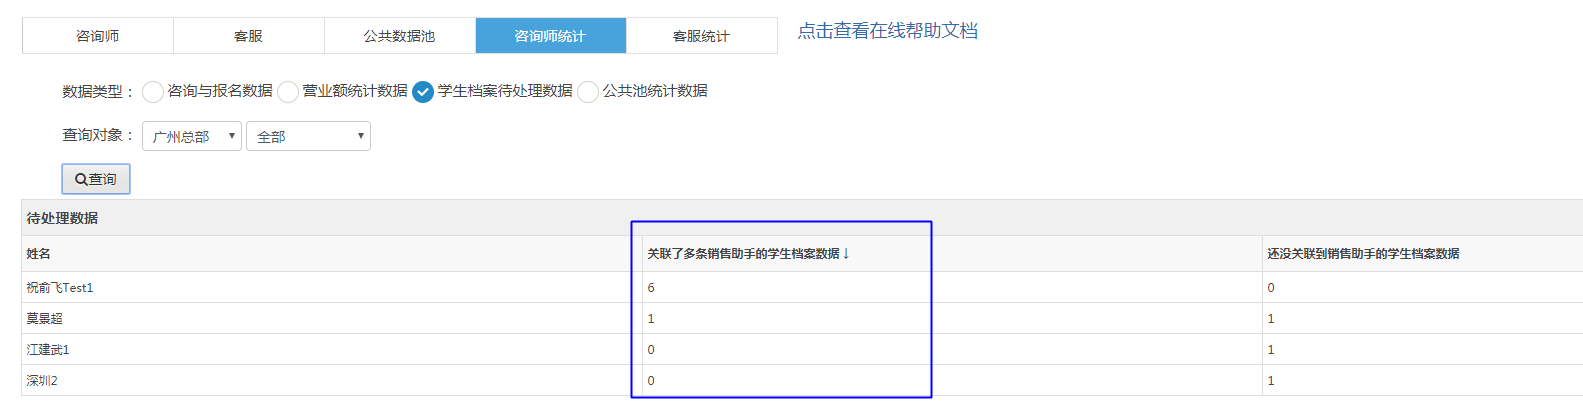 咨询师 客服 公共数据池 咨询师统计 客服统计 点击查看在线帮助文档
数据类型： 咨询与报名数据 营业额统计数据 学生档案待处理数据 公共池统计数据
查询对象： 广州总部 全部
查询
待处理数据
姓名 关联了多条销售助手的学生档案数据↓ 还没关联到销售助手的学生档案数据
祝俞飞Test1 6 0
莫景超 1 1
江建武1 0 1
深圳2 0 1